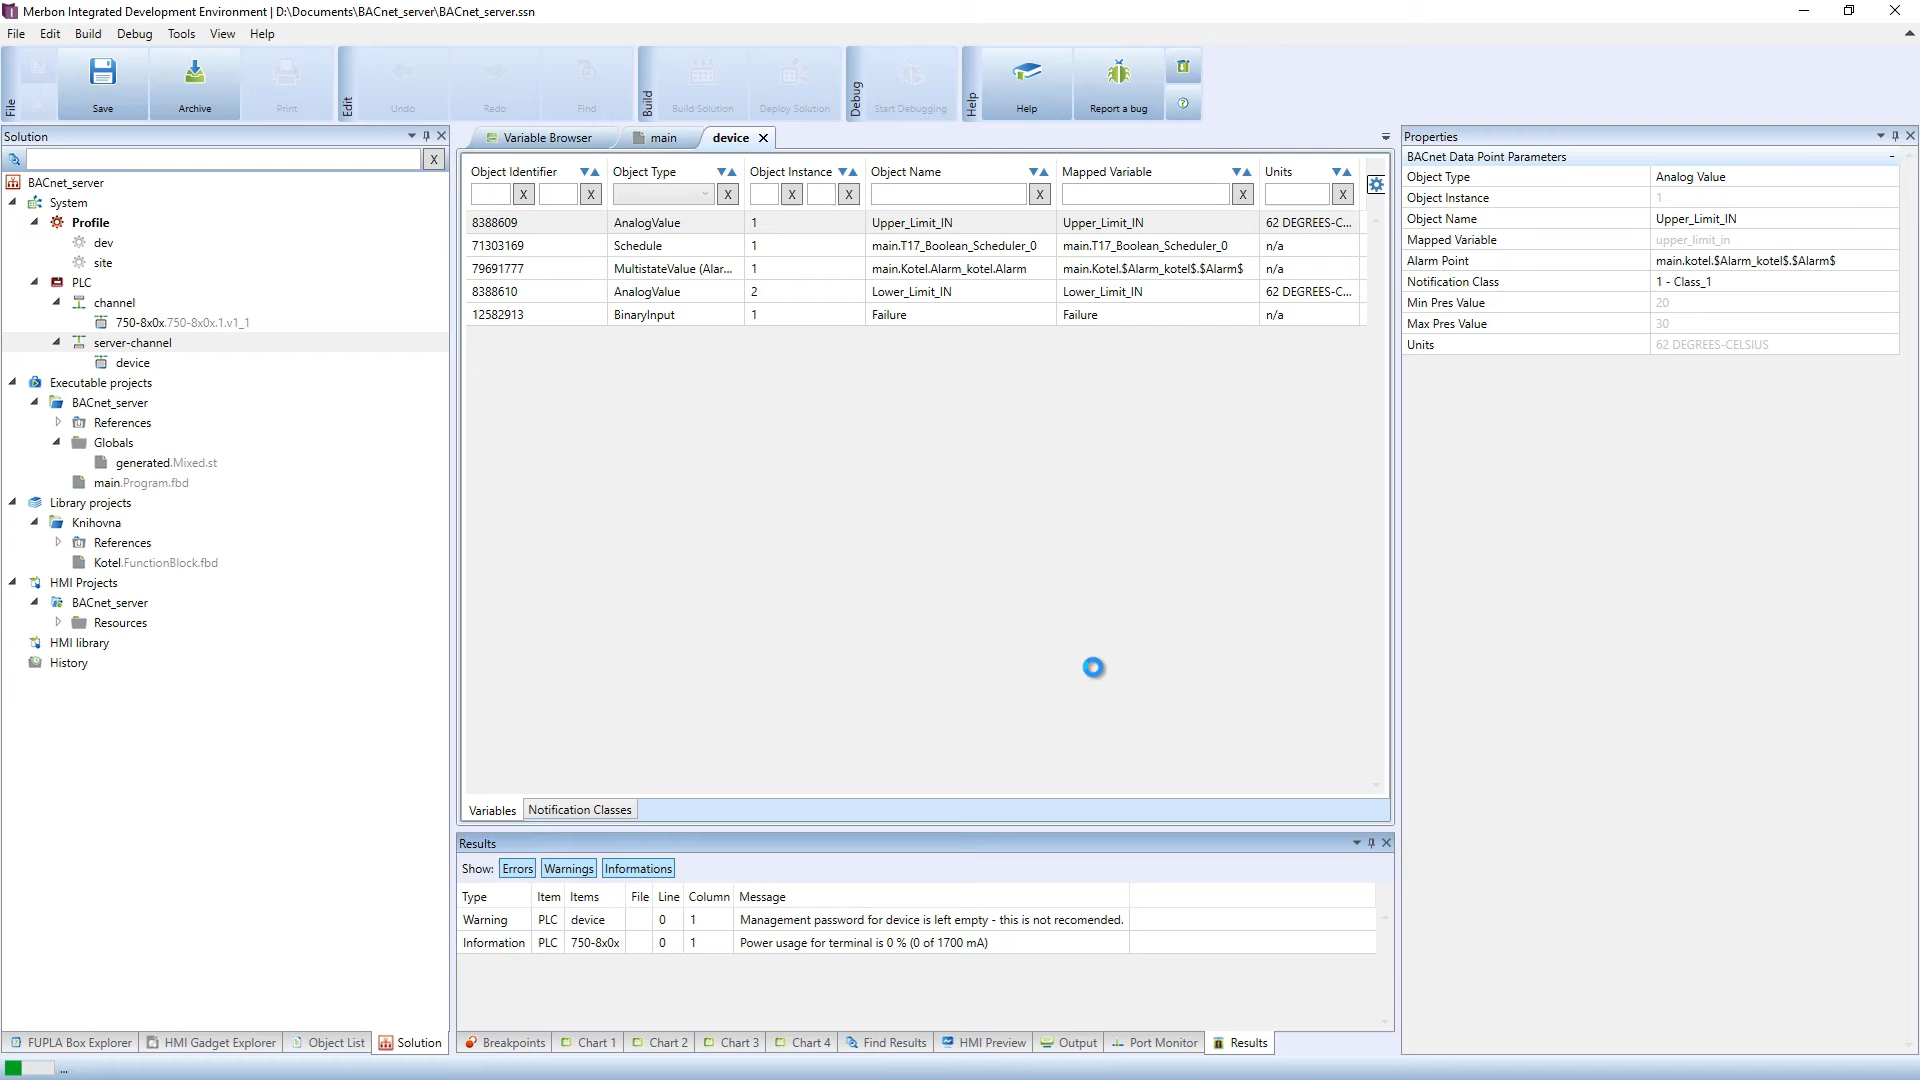 Merbon Integrated Development Environment | D:\Documents\BACnet_server\BACnet_server.ssn
File Edit Build Debug Tools View Help
File Save Archive Print Edit Undo Redo Find Build Build Solution Deploy Solution Debug Start Debugging Help Help Report a bug
Solution
X
BACnet_server
System
Profile
dev
site
PLC
channel
750-8x0x.750-8x0x.1.v1_1
server-channel
device
Executable projects
BACnet_server
References
Globals
generated.Mixed.st
main.Program.fbd
Library projects
Knihovna
References
Kotel.FunctionBlock.fbd
HMI Projects
BACnet_server
Resources
HMI library
History
FUPLA Box Explorer HMI Gadget Explorer Object List Solution
Variable Browser main device
Object Identifier Object Type Object Instance Object Name Mapped Variable Units
X X X X X X X X
8388609 AnalogValue 1 Upper_Limit_IN Upper_Limit_IN 62 DEGREES-C...
71303169 Schedule 1 main.T17_Boolean_Scheduler_0 main.T17_Boolean_Scheduler_0 n/a
79691777 MultistateValue (Alar... 1 main.Kotel.Alarm_kotel.Alarm main.Kotel.$Alarm_kotel$.$Alarm$ n/a
8388610 AnalogValue 2 Lower_Limit_IN Lower_Limit_IN 62 DEGREES-C...
12582913 BinaryInput 1 Failure Failure n/a
Variables Notification Classes
Results
Show: Errors Warnings Informations
Type Item Items File Line Column Message
Warning PLC device 0 1 Management password for device is left empty - this is not recomended.
Information PLC 750-8x0x 0 1 Power usage for terminal is 0 % (0 of 1700 mA)
Breakpoints Chart 1 Chart 2 Chart 3 Chart 4 Find Results HMI Preview Output Port Monitor Results
Properties
BACnet Data Point Parameters
Object Type Analog Value
Object Instance 1
Object Name Upper_Limit_IN
Mapped Variable upper_limit_in
Alarm Point main.kotel.$Alarm_kotel$.$Alarm$
Notification Class 1 - Class_1
Min Pres Value 20
Max Pres Value 30
Units 62 DEGREES-CELSIUS
...